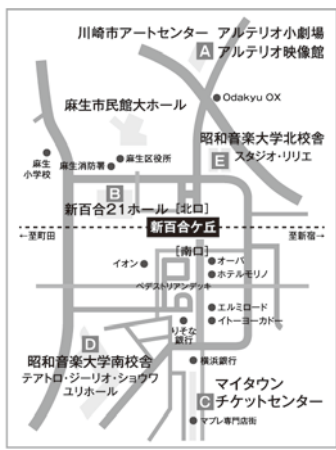 川崎市アートセンター アルテリオ小劇場
A アルテリオ映像館
Odakyu OX
麻生市民館大ホール
昭和音楽大学北校舎
E スタジオ・リリエ
麻生
小学校
麻生消防署
麻生区役所
B
新百合21ホール [北口]
←至町田
新百合ケ丘
至新宿→
[南口]
イオン
オーパ
ホテルモリノ
ペデストリアンデッキ
エルミロード
イトーヨーカドー
りそな
銀行
D
昭和音楽大学南校舎
テアトロ・ジーリオ・ショウワ
ユリホール
横浜銀行
マイタウン
C チケットセンター
マプレ専門店街